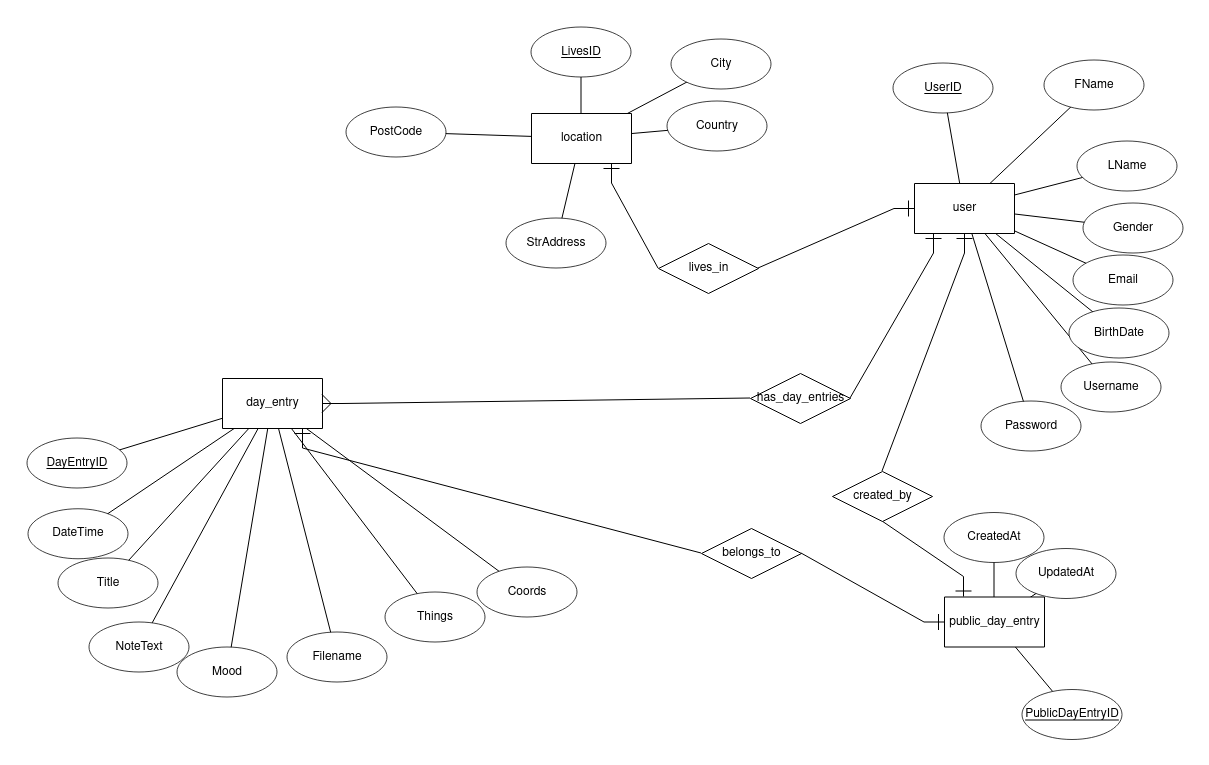 LivesID
City
FName
UserID
Country
PostCode
location
LName
user
Gender
StrAddress
lives_in
Email
BirthDate
Username
has_day_entries
day_entry
Password
DayEntryID
created_by
DateTime
CreatedAt
belongs_to
UpdatedAt
Title
Coords
Things
public_day_entry
NoteText
Filename
Mood
PublicDayEntryID